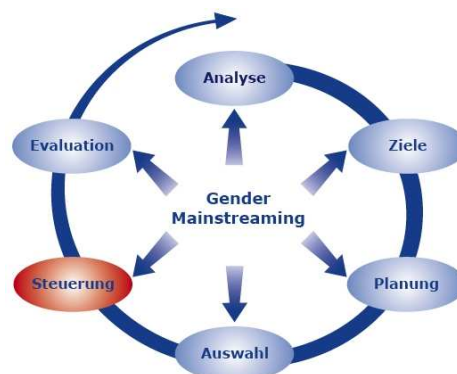 Analyse
Evaluation
Ziele
Gender
Mainstreaming
Steuerung
Planung
Auswahl